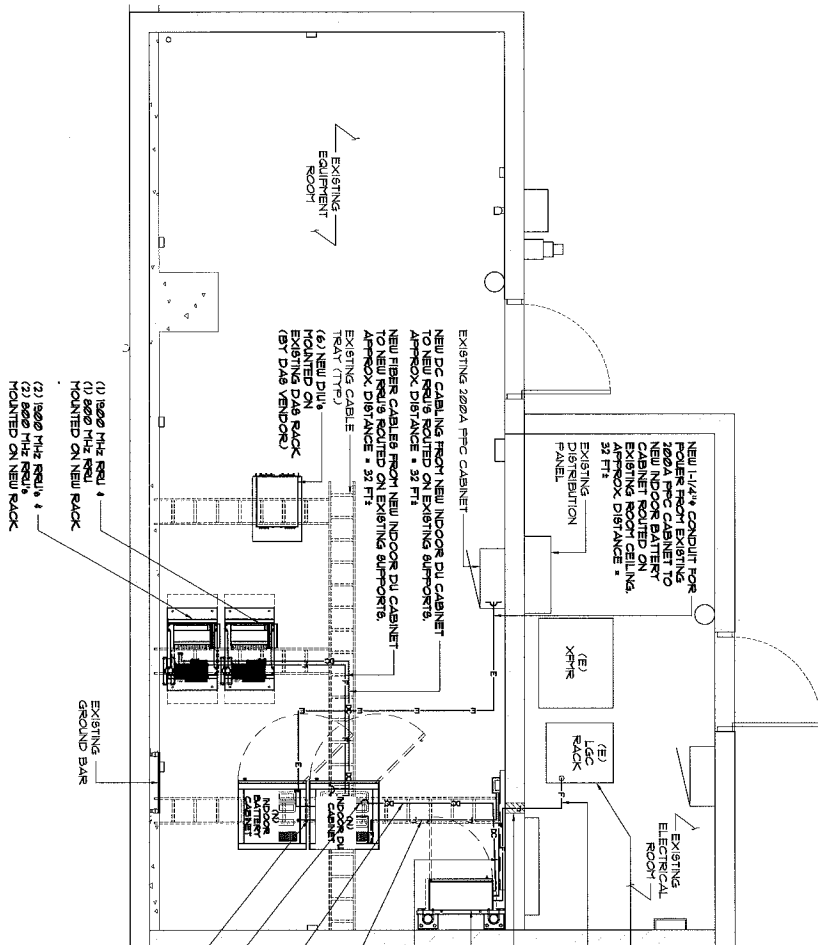 NEW 1-1/4"ø CONDUIT FOR
POWER FROM EXISTING
200A PPC CABINET TO
NEW INDOOR BATTERY
CABINET ROUTED ON
EXISTING ROOM CEILING.
APPROX. DISTANCE =
32 FT±
EXISTING
DISTRIBUTION
PANEL
EXISTING 200A PPC CABINET
NEW DC CABLING FROM NEW INDOOR DU CABINET
TO NEW RRU'S ROUTED ON EXISTING SUPPORTS.
APPROX. DISTANCE = 32 FT±
NEW FIBER CABLES FROM NEW INDOOR DU CABINET
TO NEW RRU'S ROUTED ON EXISTING SUPPORTS.
APPROX. DISTANCE = 32 FT±
EXISTING CABLE
TRAY (TYP.)
(6) NEW DIU's
MOUNTED ON
EXISTING DAS RACK
(BY DAS VENDOR)
EXISTING
EQUIPMENT
ROOM
(1) 1900 MHz RRU &
(1) 800 MHz RRU
MOUNTED ON NEW RACK.
(2) 1900 MHz RRU's &
(2) 800 MHz RRU's
MOUNTED ON NEW RACK.
EXISTING
GROUND BAR
(E)
XFMR
(E)
LGC
RACK
EXISTING
ELECTRICAL
ROOM
(N)
INDOOR DU
CABINET
(N)
INDOOR
BATTERY
CABINET
E
E
E
E
E
E
F
F